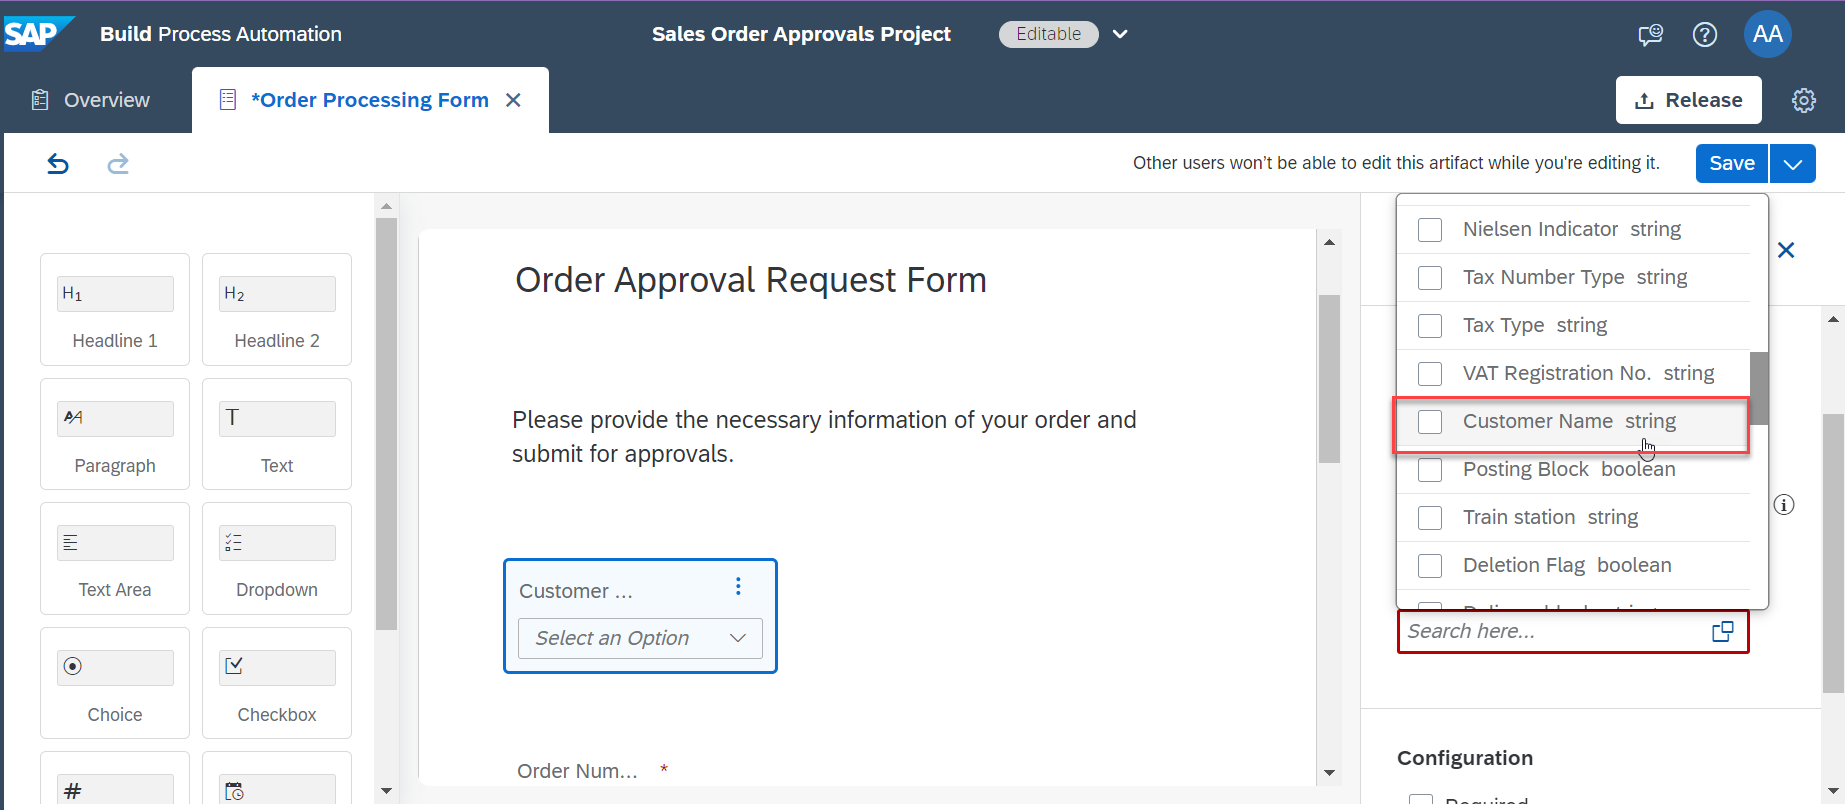 SAP Build Process Automation Sales Order Approvals Project Editable AA
Overview *Order Processing Form Release
Other users won't be able to edit this artifact while you're editing it. Save
H1 Headline 1
H2 Headline 2
Paragraph
T Text
Text Area
Dropdown
Choice
Checkbox
#
Order Approval Request Form
Please provide the necessary information of your order and
submit for approvals.
Customer ...
Select an Option
Order Num... *
Nielsen Indicator string
Tax Number Type string
Tax Type string
VAT Registration No. string
Customer Name string
Posting Block boolean
Train station string
Deletion Flag boolean
Search here...
Configuration
Required